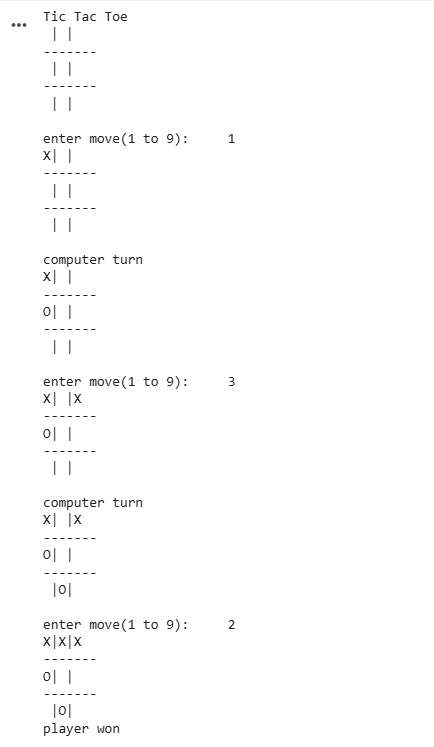 Tic Tac Toe
 | |
-------
 | |
-------
 | |
enter move(1 to 9): 1
X| |
-------
 | |
-------
 | |
computer turn
X| |
-------
O| |
-------
 | |
enter move(1 to 9): 3
X| |X
-------
O| |
-------
 | |
computer turn
X| |X
-------
O| |
-------
 |O|
enter move(1 to 9): 2
X|X|X
-------
O| |
-------
 |O|
player won